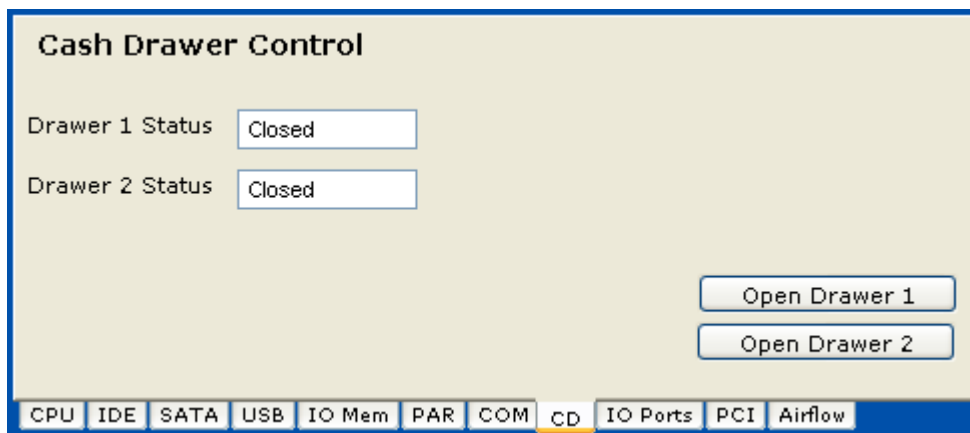 Cash Drawer Control
Drawer 1 Status Closed
Drawer 2 Status Closed
Open Drawer 1
Open Drawer 2
CPU IDE SATA USB IO Mem PAR COM CD IO Ports PCI Airflow